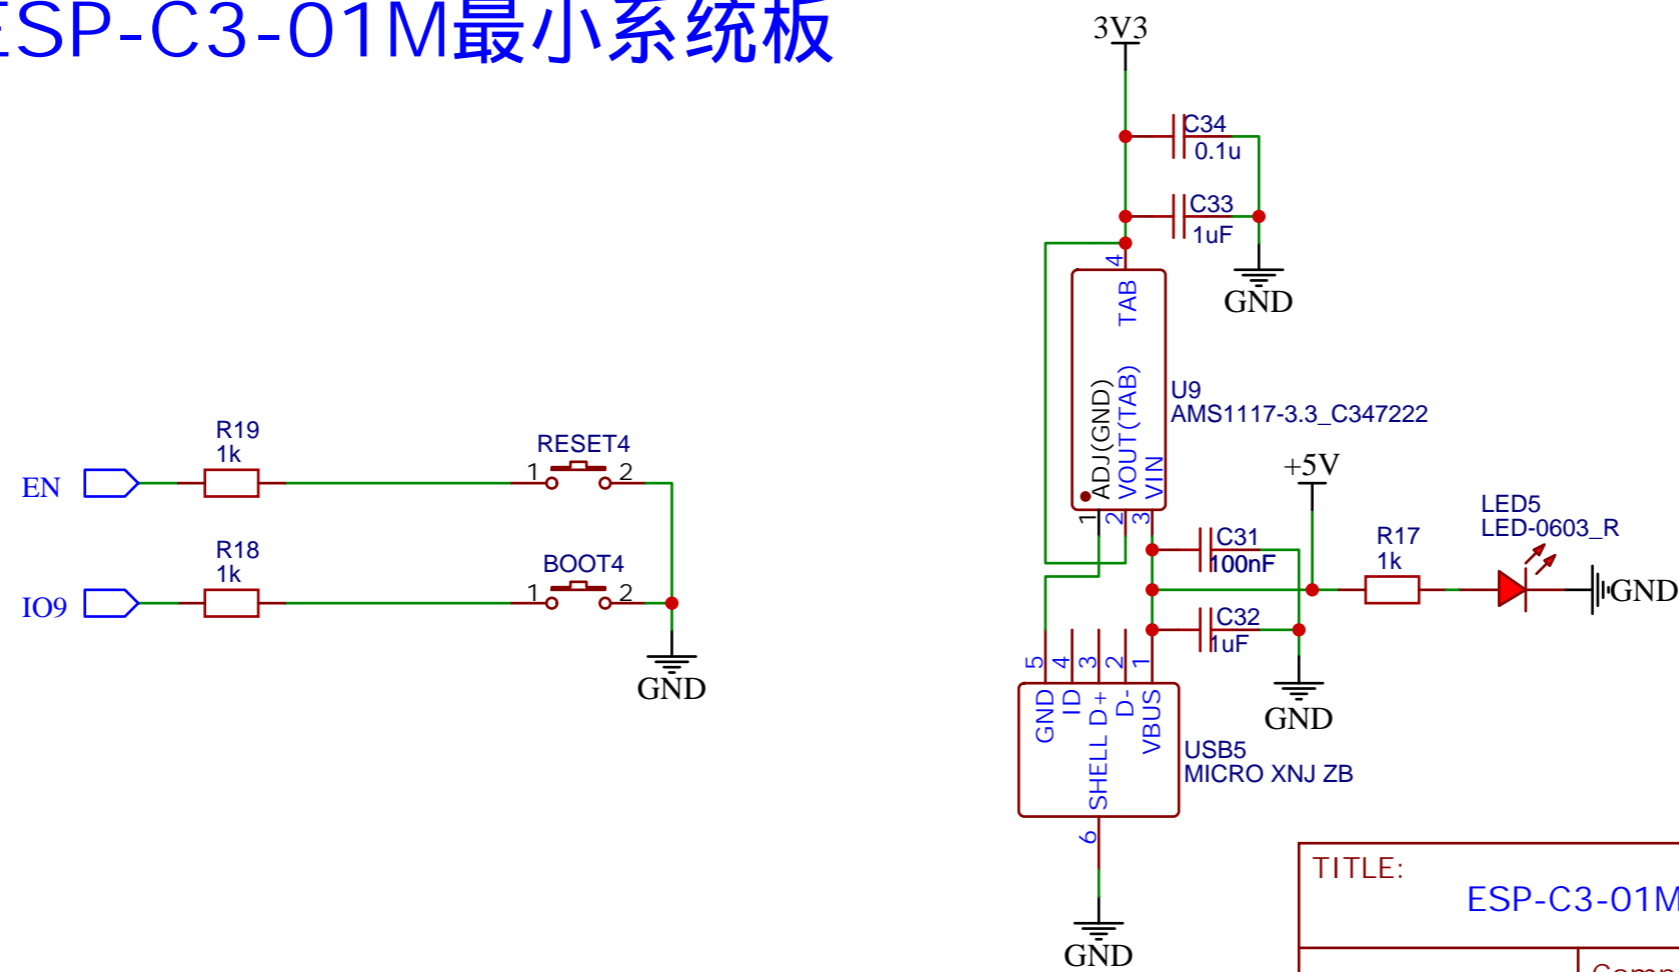 ESP-C3-01M最小系统板
3V3
C34
0.1u
C33
1uF
GND
4
TAB
ADJ(GND)
VOUT(TAB)
VIN
1
2
3
U9
AMS1117-3.3_C347222
+5V
C31
100nF
R17
1k
LED5
LED-0603_R
GND
C32
1uF
GND
5
4
3
2
1
GND
ID
SHELL D+
D-
VBUS
USB5
MICRO XNJ ZB
6
GND
EN
R19
1k
RESET4
1
2
IO9
R18
1k
BOOT4
1
2
GND
TITLE:
ESP-C3-01M